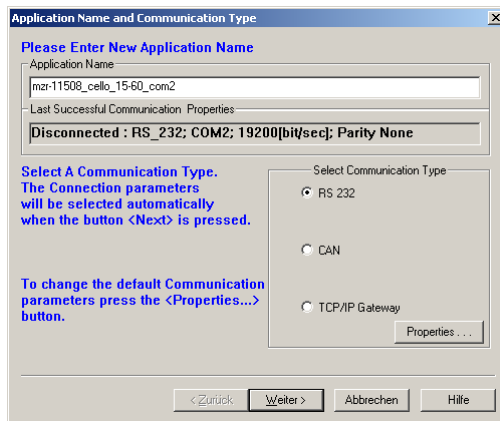 Application Name and Communication Type
Please Enter New Application Name
Application Name
mzr-11508_cello_15-60_com2
Last Successful Communication Properties
Disconnected : RS_232; COM2; 19200[bit/sec]; Parity None
Select A Communication Type.
The Connection parameters
will be selected automatically
when the button <Next> is pressed.
To change the default Communication
parameters press the <Properties...>
button.
Select Communication Type
RS 232
CAN
TCP/IP Gateway
Properties . . .
< Zurück
Weiter >
Abbrechen
Hilfe